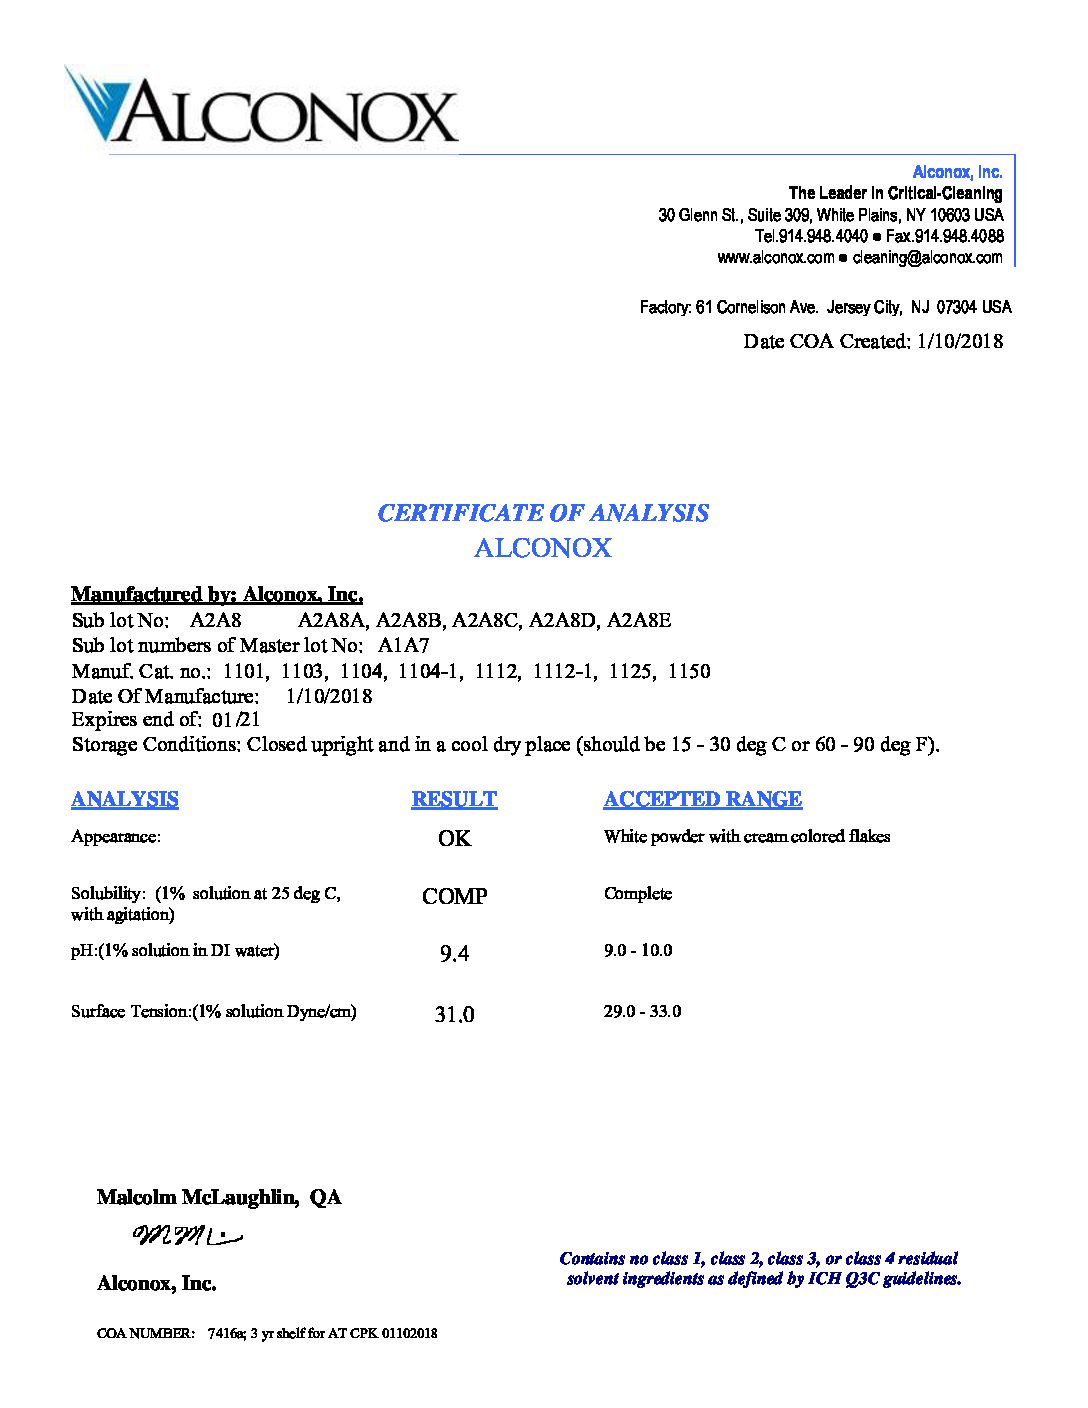 ALCONOX
Alconox, Inc.
The Leader in Critical-Cleaning
30 Glenn St., Suite 309, White Plains, NY 10603 USA
Tel.914.948.4040 ● Fax.914.948.4088
www.alconox.com ● cleaning@alconox.com
Factory: 61 Cornelison Ave. Jersey City, NJ 07304 USA
Date COA Created: 1/10/2018
CERTIFICATE OF ANALYSIS
ALCONOX
Manufactured by: Alconox, Inc.
Sub lot No: A2A8 A2A8A, A2A8B, A2A8C, A2A8D, A2A8E
Sub lot numbers of Master lot No: A1A7
Manuf. Cat. no.: 1101, 1103, 1104, 1104-1, 1112, 1112-1, 1125, 1150
Date Of Manufacture: 1/10/2018
Expires end of: 01/21
Storage Conditions: Closed upright and in a cool dry place (should be 15 - 30 deg C or 60 - 90 deg F).
ANALYSIS RESULT ACCEPTED RANGE
Appearance: OK White powder with cream colored flakes
Solubility: (1% solution at 25 deg C, COMP Complete
with agitation)
pH:(1% solution in DI water) 9.4 9.0 - 10.0
Surface Tension:(1% solution Dyne/cm) 31.0 29.0 - 33.0
Malcolm McLaughlin, QA
Alconox, Inc.
Contains no class 1, class 2, class 3, or class 4 residual
solvent ingredients as defined by ICH Q3C guidelines.
COA NUMBER: 7416a; 3 yr shelf for AT CPK 01102018